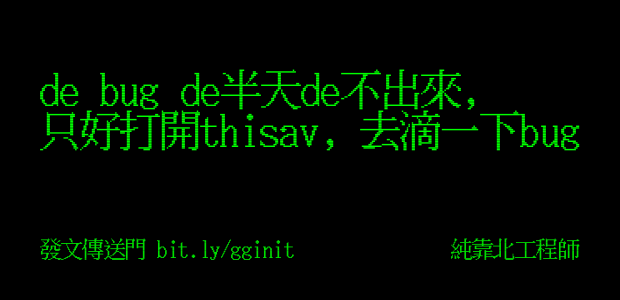 de bug de半天de不出來,
只好打開thisav, 去滴一下bug
發文傳送門 bit.ly/gginit
純靠北工程師